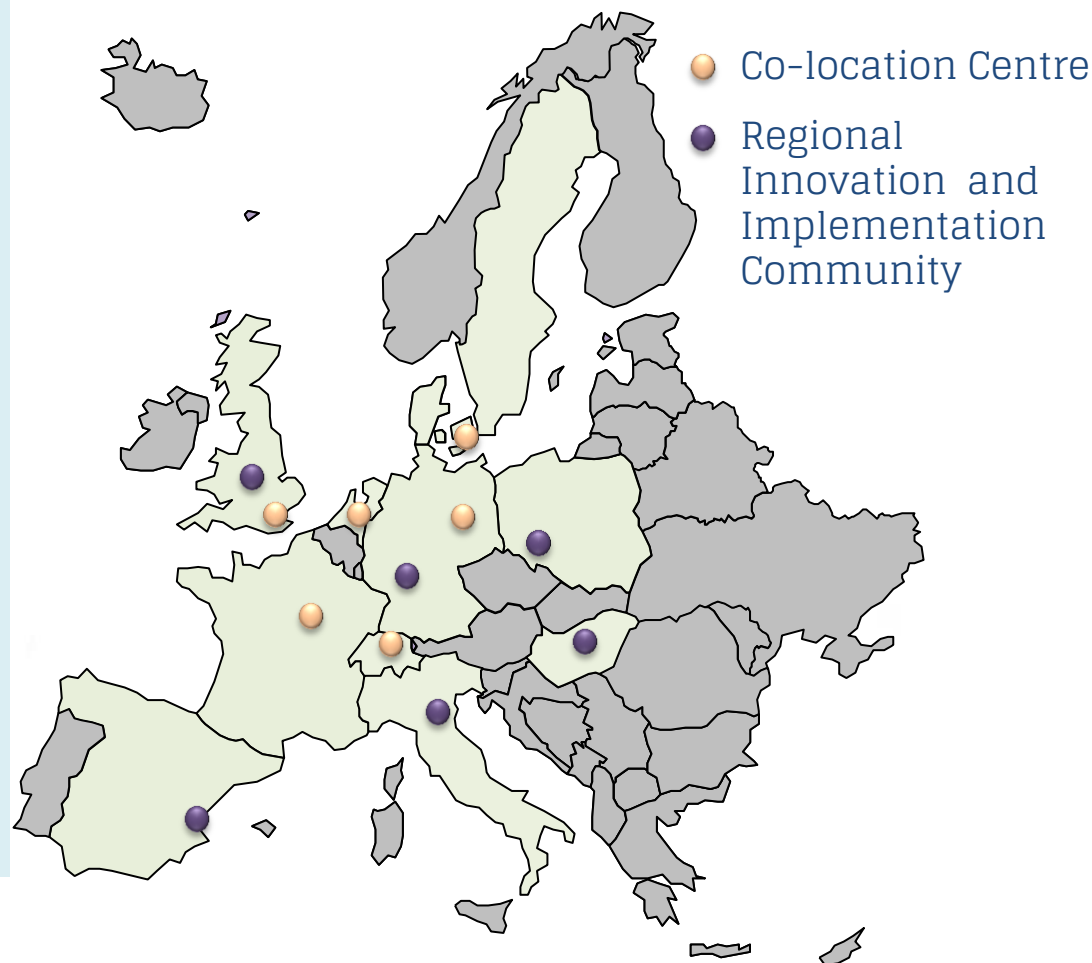 Co-location Centre
Regional
Innovation and
Implementation
Community